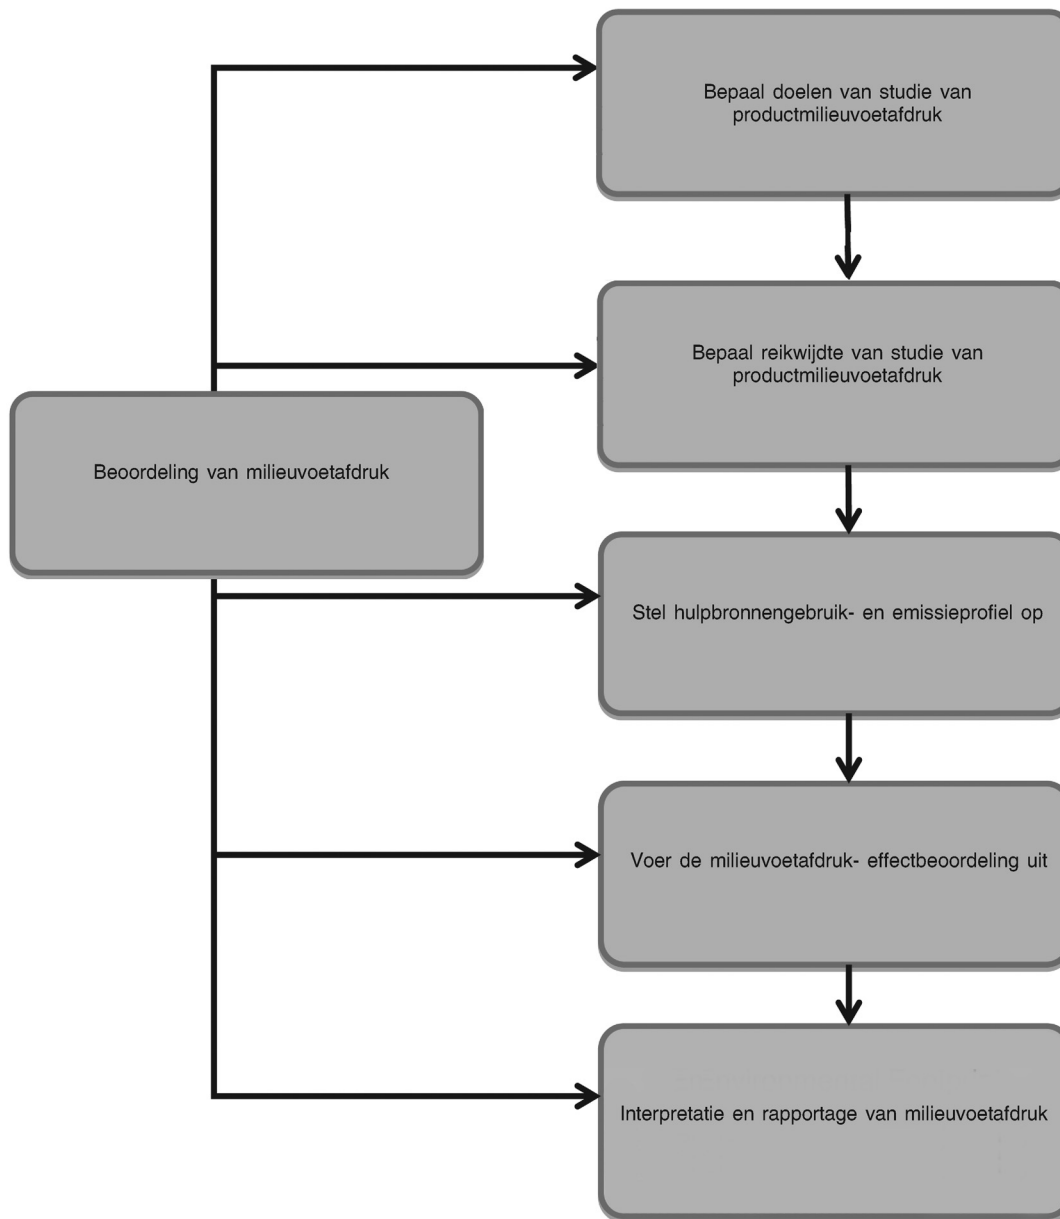 Bepaal doelen van studie van
productmilieuvoetafdruk
Bepaal reikwijdte van studie van
productmilieuvoetafdruk
Beoordeling van milieuvoetafdruk
Stel hulpbronnengebruik- en emissieprofiel op
Voer de milieuvoetafdruk- effectbeoordeling uit
Interpretatie en rapportage van milieuvoetafdruk